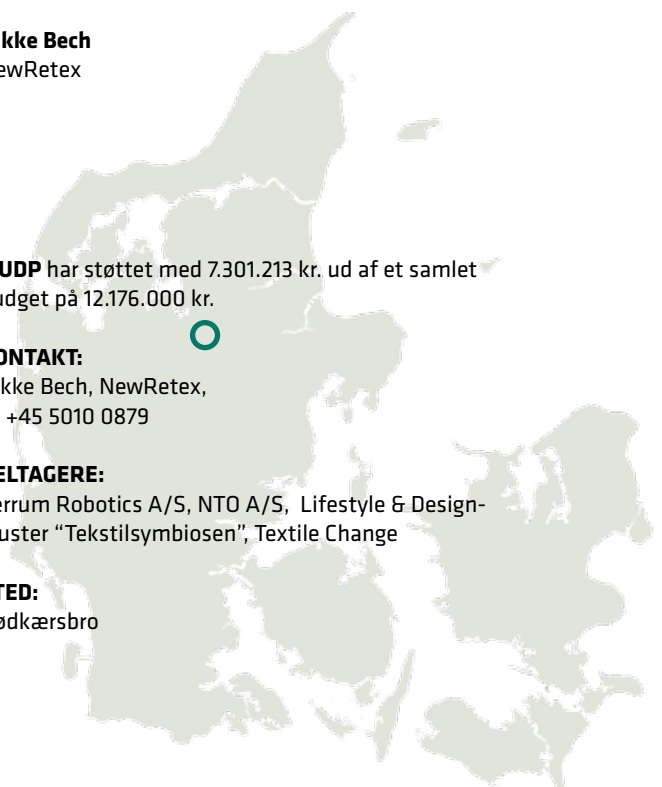 kke Bech
ewRetex
UDP har støttet med 7.301.213 kr. ud af et samlet
udget på 12.176.000 kr.
ONTAKT:
kke Bech, NewRetex,
+45 5010 0879
ELTAGERE:
errum Robotics A/S, NTO A/S, Lifestyle & Design-
uster "Tekstilsymbiosen", Textile Change
TED:
ødkærsbro